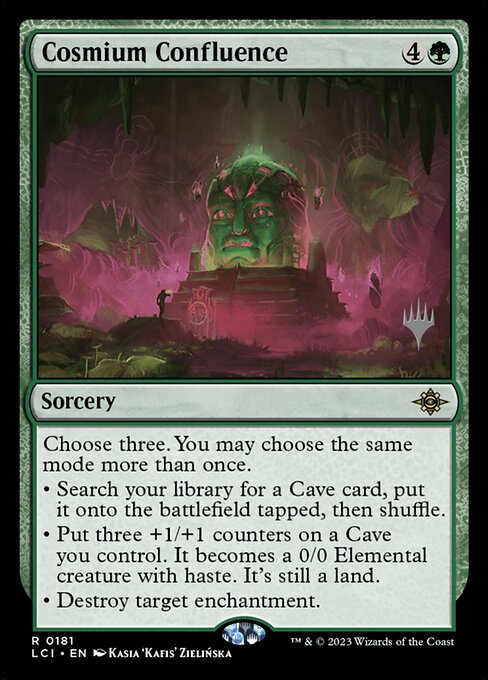 Cosmium Confluence 4
Sorcery
Choose three. You may choose the same
mode more than once.
• Search your library for a Cave card, put
it onto the battlefield tapped, then shuffle.
• Put three +1/+1 counters on a Cave
you control. It becomes a 0/0 Elemental
creature with haste. It's still a land.
• Destroy target enchantment.
R 0181
LCI • EN Kasia 'Kafis' Zielińska
™ & © 2023 Wizards of the Coast